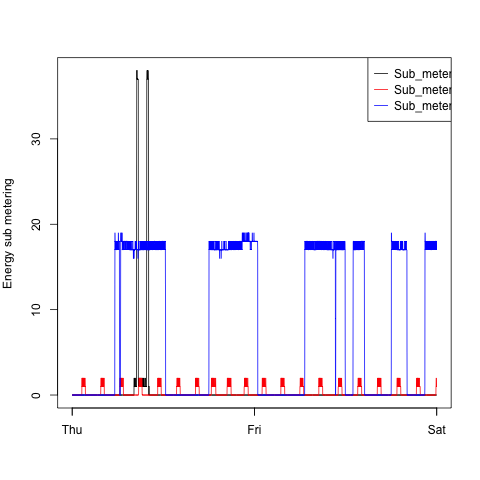 Sub_meter
Sub_meter
Sub_meter
Energy sub metering
30
20
10
0
Thu
Fri
Sat